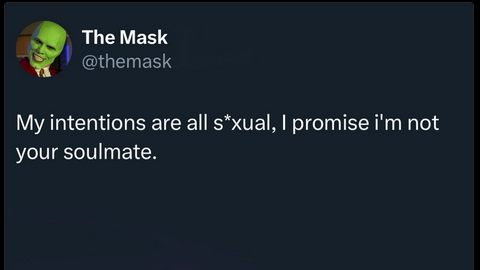 The Mask
@themask
My intentions are all s*xual, I promise i'm not
your soulmate.